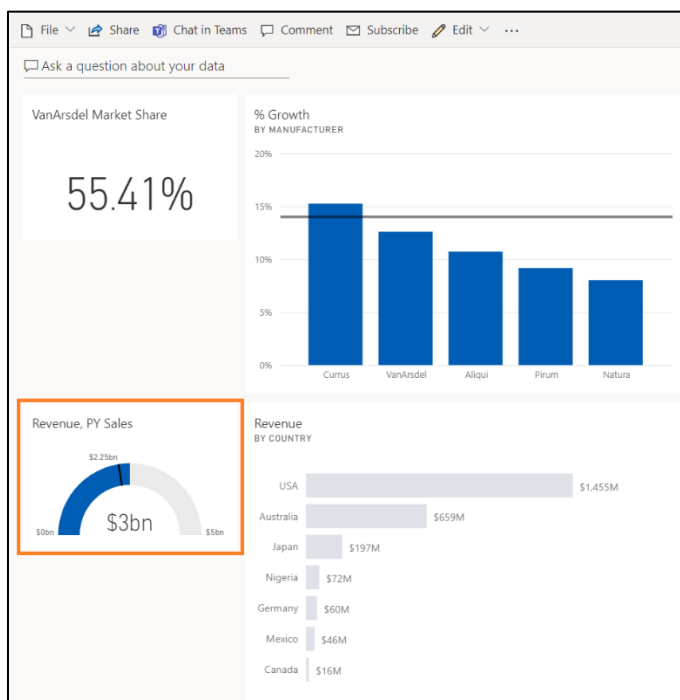 File Share Chat in Teams Comment Subscribe Edit ...
Ask a question about your data
VanArsdel Market Share
55.41%
% Growth
BY MANUFACTURER
20%
15%
10%
5%
0%
Currus VanArsdel Aliqui Pirum Natura
Revenue, PY Sales
$2.25bn
$0bn $3bn $5bn
Revenue
BY COUNTRY
USA $1,455M
Australia $659M
Japan $197M
Nigeria $72M
Germany $60M
Mexico $46M
Canada $16M